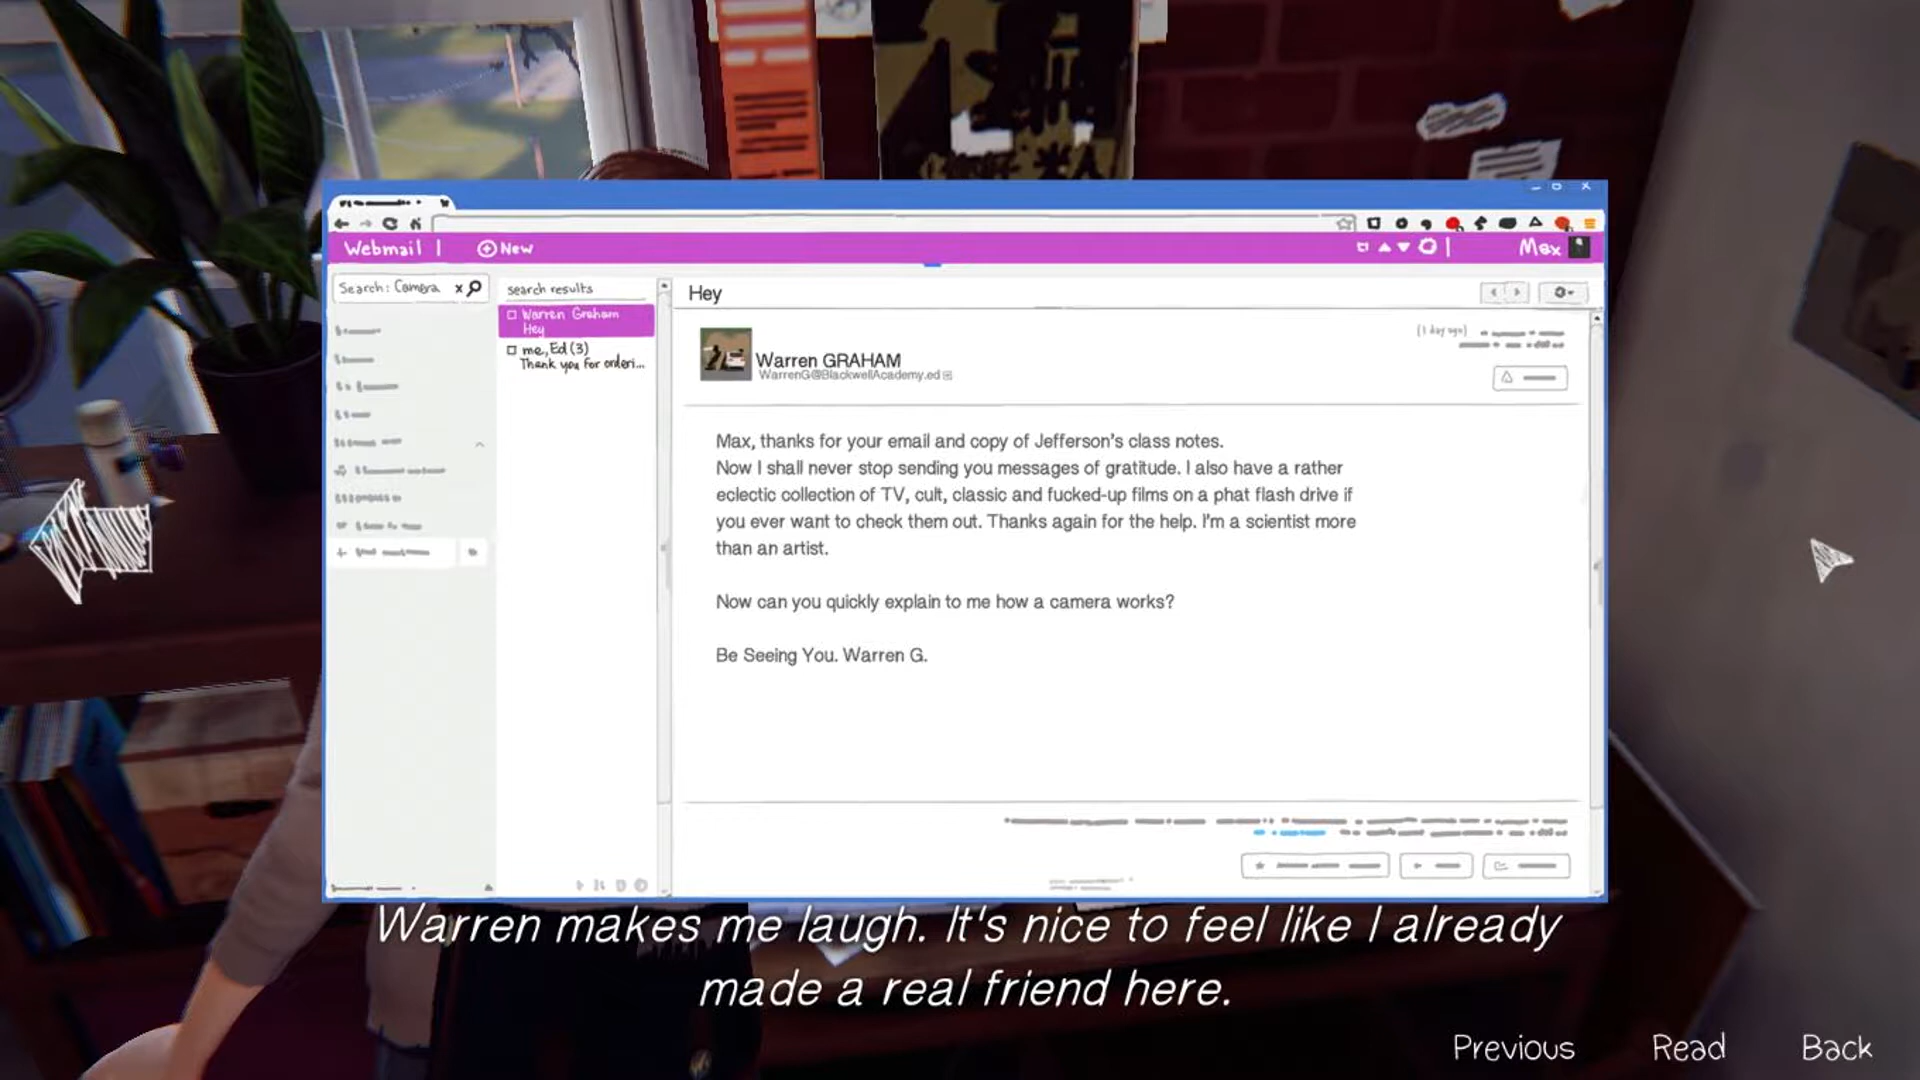 Webmail |
New
Max
Search: Camera x
search results
Warren Graham
Hey
me, Ed (3)
Thank you for orderi...
Hey
(1 day ago)
Warren GRAHAM
WarrenG@BlackwellAcademy.ed
Max, thanks for your email and copy of Jefferson's class notes.
Now I shall never stop sending you messages of gratitude. I also have a rather
eclectic collection of TV, cult, classic and fucked-up films on a phat flash drive if
you ever want to check them out. Thanks again for the help. I'm a scientist more
than an artist.
Now can you quickly explain to me how a camera works?
Be Seeing You. Warren G.
Warren makes me laugh. It's nice to feel like I already
made a real friend here.
Previous
Read
Back